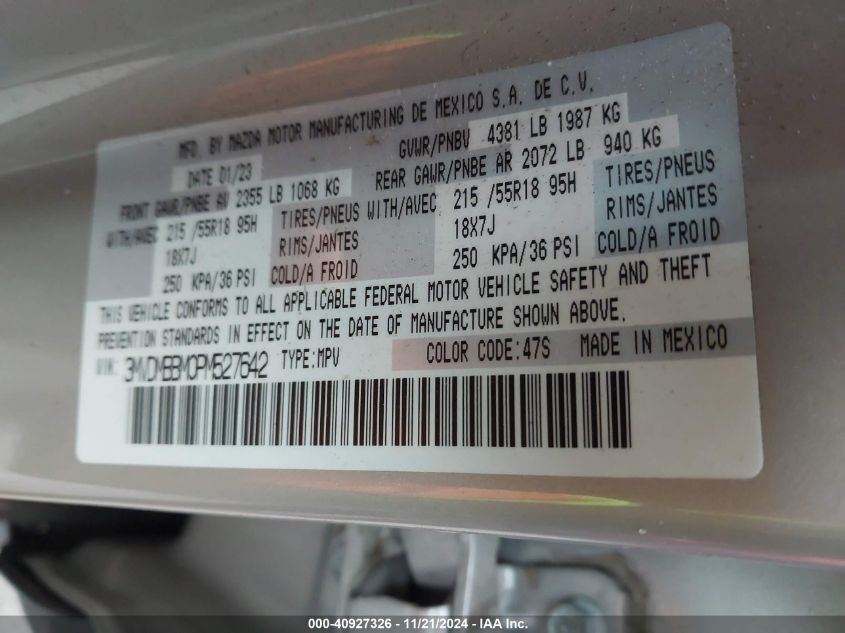 MFD. BY MAZDA MOTOR MANUFACTURING DE MEXICO S.A. DE C.V.
DATE 01/23 GVWR/PNBV 4381 LB 1987 KG
FRONT GAWR/PNBE AV 2355 LB 1068 KG REAR GAWR/PNBE AR 2072 LB 940 KG
WITH/AVEC 215 /55R18 95H TIRES/PNEUS WITH/AVEC 215 /55R18 95H TIRES/PNEUS
18X7J RIMS/JANTES 18X7J RIMS/JANTES
250 KPA/36 PSI COLD/A FROID 250 KPA/36 PSI COLD/A FROID
THIS VEHICLE CONFORMS TO ALL APPLICABLE FEDERAL MOTOR VEHICLE SAFETY AND THEFT
PREVENTION STANDARDS IN EFFECT ON THE DATE OF MANUFACTURE SHOWN ABOVE.
VIN: 3MVDMBBM0PM527642 TYPE:MPV COLOR CODE:47S MADE IN MEXICO
000-40927326 - 11/21/2024 - IAA Inc.